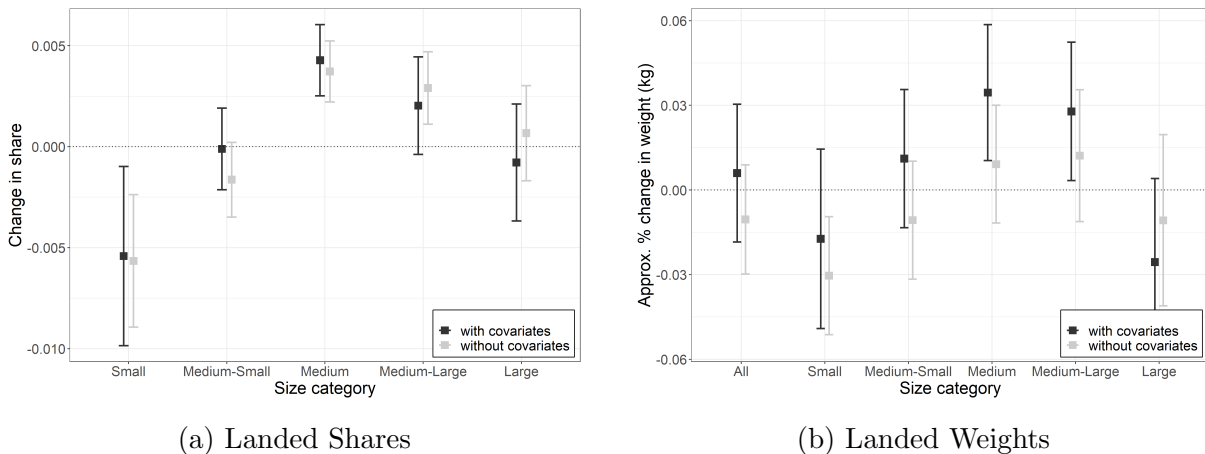 0.005
0.000
-0.005
-0.010
Change in share
Small Medium-Small Medium Medium-Large Large
Size category
with covariates
without covariates
(a) Landed Shares
0.06
0.03
0.00
-0.03
-0.06
Approx. % change in weight (kg)
All Small Medium-Small Medium Medium-Large Large
Size category
with covariates
without covariates
(b) Landed Weights